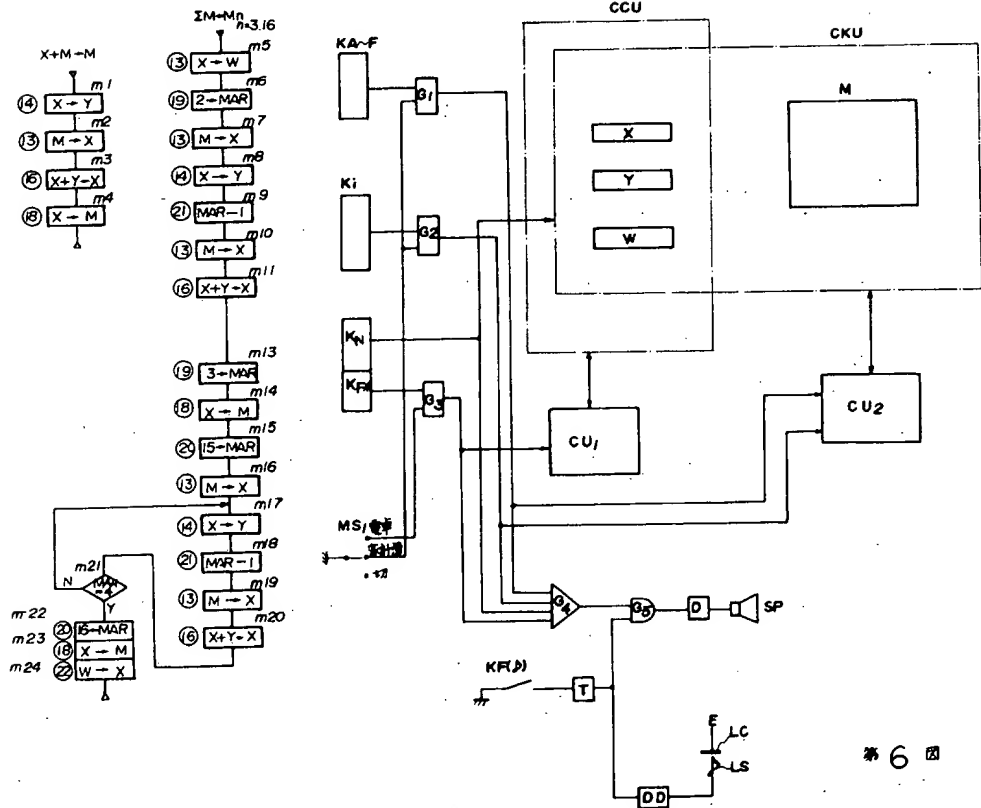 X+M→M
m1
⑭ X→Y
m2
⑬ M→X
m3
⑯ X+Y→X
m4
⑱ X→M
ΣM→Mn
n=3.16
m5
⑬ X→W
m6
⑲ 2→MAR
m7
⑬ M→X
m8
⑭ X→Y
m9
㉑ MAR-1
m10
⑬ M→X
m11
⑯ X+Y→X
m13
⑲ 3→MAR
m14
⑱ X→M
m15
⑳ 15→MAR
m16
⑬ M→X
m17
⑭ X→Y
m18
㉑ MAR-1
m19
⑬ M→X
m20
⑯ X+Y→X
m21
N
MAR=4
Y
m22
⑳ 16→MAR
m23
⑱ X→M
m24
㉒ W→X
KA~F
G1
Ki
G2
KN
G3
MS1
CCU
CKU
X
Y
W
M
CU1
CU2
G4
G5
D
SP
KF(D)
T
E
LC
LS
DD
第6図